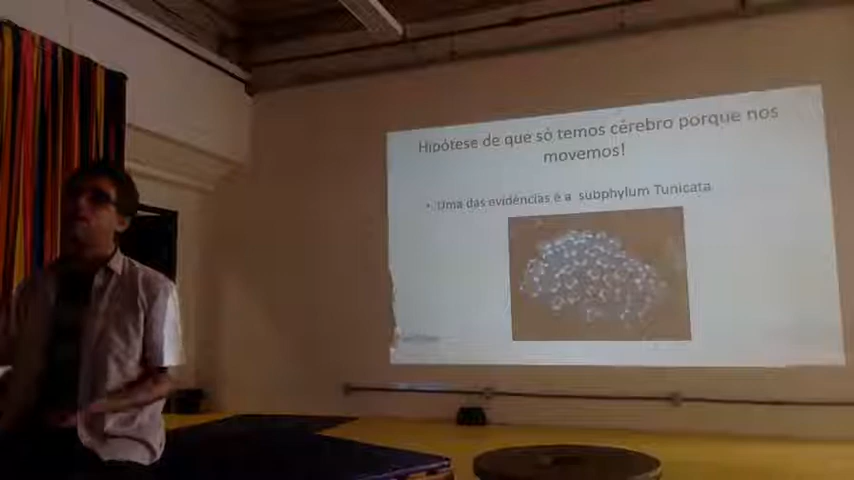 Hipótese de que só temos cérebro porque nos
movemos!
• Uma das evidências é a subphylum Tunicata